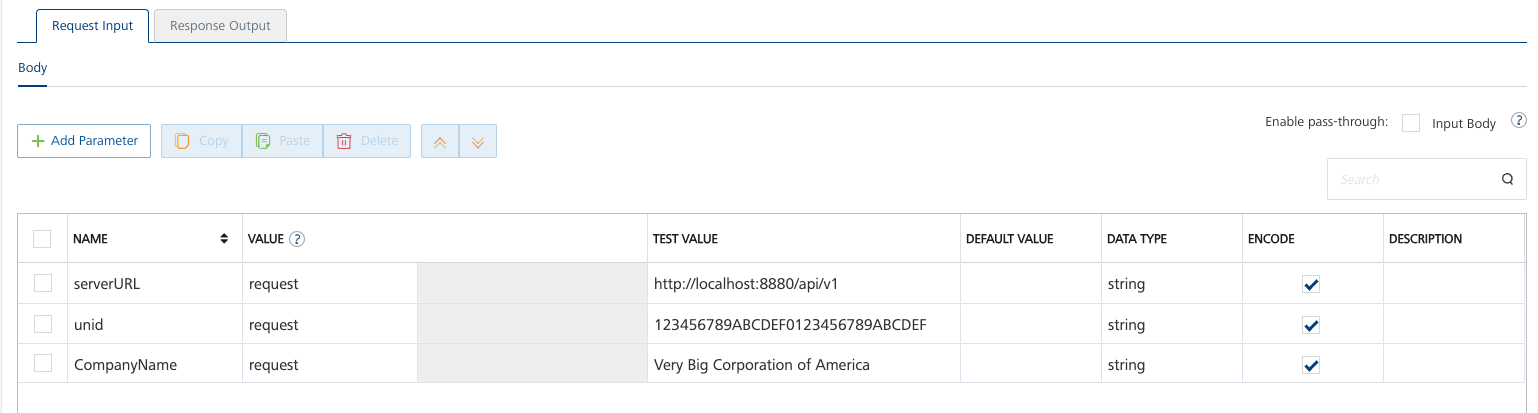 Request Input Response Output
Body
Add Parameter Copy Paste Delete Enable pass-through: Input Body ?
Search
NAME VALUE ? TEST VALUE DEFAULT VALUE DATA TYPE ENCODE DESCRIPTION
serverURL request http://localhost:8880/api/v1 string
unid request 123456789ABCDEF0123456789ABCDEF string
CompanyName request Very Big Corporation of America string